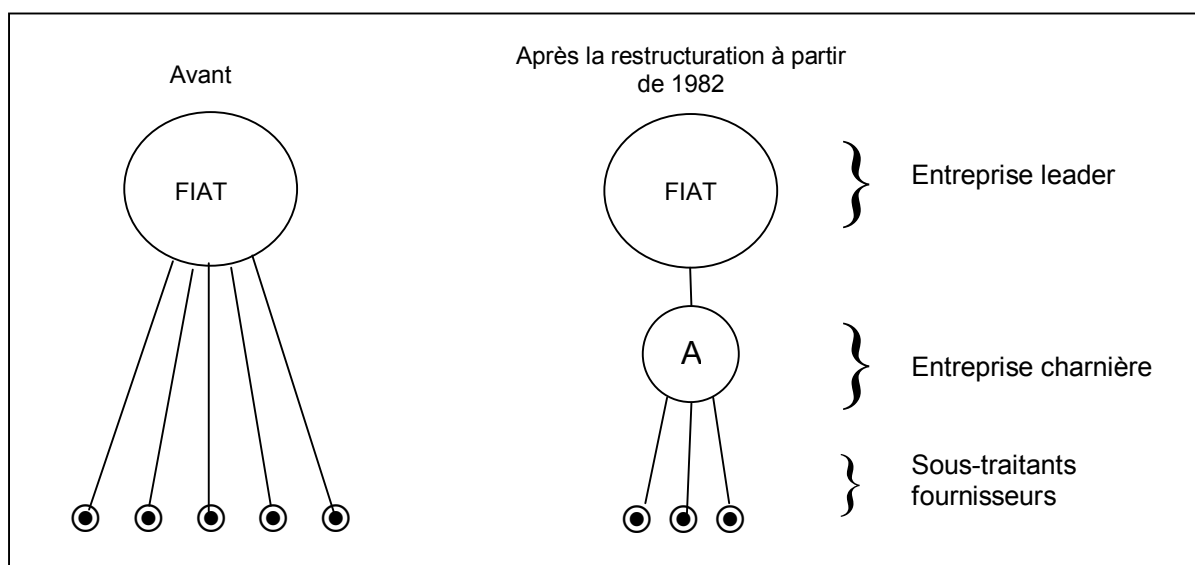 Avant
Après la restructuration à partir
de 1982
FIAT
FIAT
Entreprise leader
A
Entreprise charnière
Sous-traitants
fournisseurs